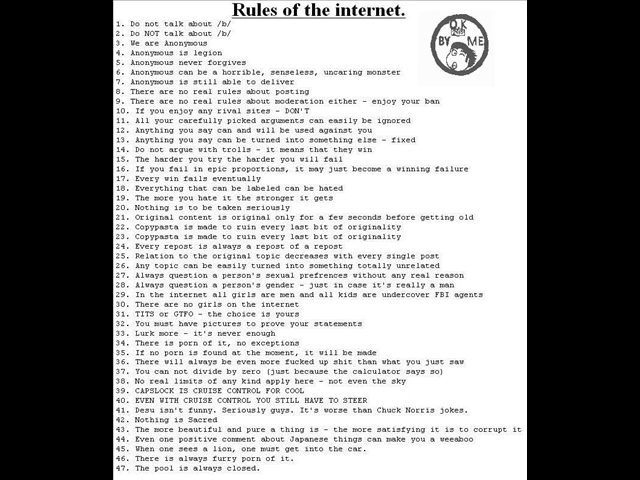 Rules of the internet.
O.K
BY ME
1. Do not talk about /b/
2. Do NOT talk about /b/
3. We are Anonymous
4. Anonymous is legion
5. Anonymous never forgives
6. Anonymous can be a horrible, senseless, uncaring monster
7. Anonymous is still able to deliver
8. There are no real rules about posting
9. There are no real rules about moderation either - enjoy your ban
10. If you enjoy any rival sites - DON'T
11. All your carefully picked arguments can easily be ignored
12. Anything you say can and will be used against you
13. Anything you say can be turned into something else - fixed
14. Do not argue with trolls - it means that they win
15. The harder you try the harder you will fail
16. If you fail in epic proportions, it may just become a winning failure
17. Every win fails eventually
18. Everything that can be labeled can be hated
19. The more you hate it the stronger it gets
20. Nothing is to be taken seriously
21. Original content is original only for a few seconds before getting old
22. Copypasta is made to ruin every last bit of originality
23. Copypasta is made to ruin every last bit of originality
24. Every repost is always a repost of a repost
25. Relation to the original topic decreases with every single post
26. Any topic can be easily turned into something totally unrelated
27. Always question a person's sexual prefrences without any real reason
28. Always question a person's gender - just in case it's really a man
29. In the internet all girls are men and all kids are undercover FBI agents
30. There are no girls on the internet
31. TITS or GTFO - the choice is yours
32. You must have pictures to prove your statements
33. Lurk more - it's never enough
34. There is porn of it, no exceptions
35. If no porn is found at the moment, it will be made
36. There will always be even more fucked up shit than what you just saw
37. You can not divide by zero (just because the calculator says so)
38. No real limits of any kind apply here - not even the sky
39. CAPSLOCK IS CRUISE CONTROL FOR COOL
40. EVEN WITH CRUISE CONTROL YOU STILL HAVE TO STEER
41. Desu isn't funny. Seriously guys. It's worse than Chuck Norris jokes.
42. Nothing is Sacred
43. The more beautiful and pure a thing is - the more satisfying it is to corrupt it
44. Even one positive comment about Japanese things can make you a weeaboo
45. When one sees a lion, one must get into the car.
46. There is always furry porn of it.
47. The pool is always closed.